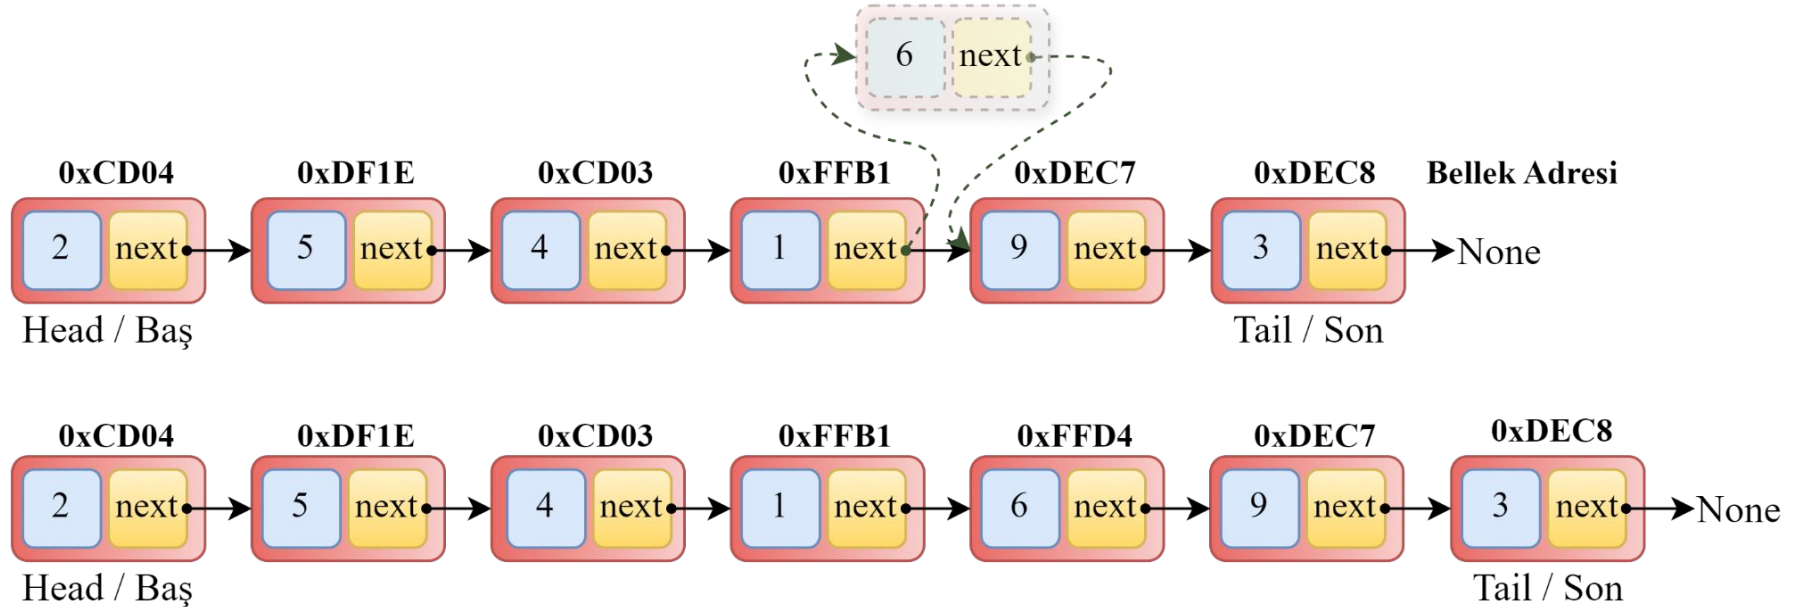 6 next
0xCD04 0xDF1E 0xCD03 0xFFB1 0xDEC7 0xDEC8 Bellek Adresi
2 next 5 next 4 next 1 next 9 next 3 next None
Head / Baş Tail / Son
0xCD04 0xDF1E 0xCD03 0xFFB1 0xFFD4 0xDEC7 0xDEC8
2 next 5 next 4 next 1 next 6 next 9 next 3 next None
Head / Baş Tail / Son